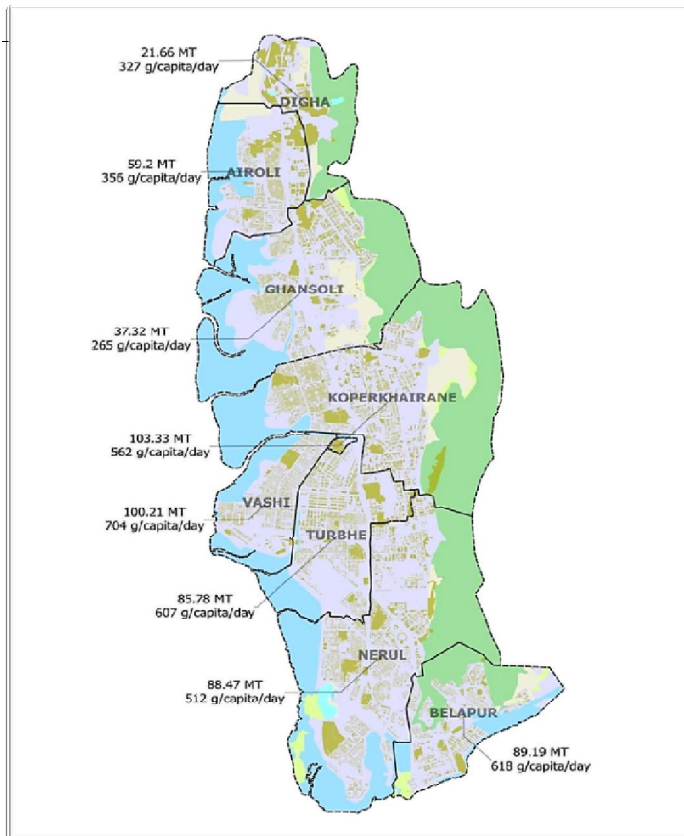 21.66 MT
327 g/capita/day
DIGHA
59.2 MT
356 g/capita/day
AIROLI
GHANSOLI
37.32 MT
265 g/capita/day
KOPERKHAIRANE
103.33 MT
562 g/capita/day
VASHI
100.21 MT
704 g/capita/day
TURBHE
85.78 MT
607 g/capita/day
NERUL
88.47 MT
512 g/capita/day
BELAPUR
89.19 MT
618 g/capita/day